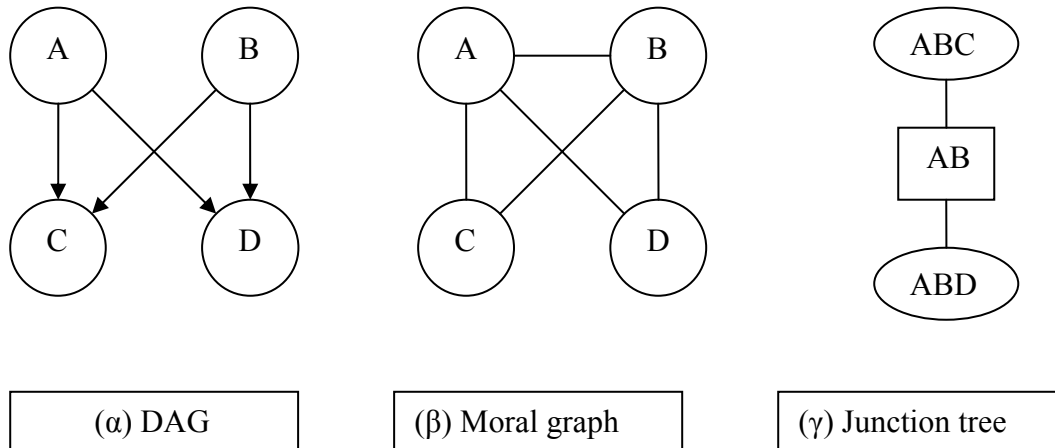 A
B
C
D
A
B
C
D
ABC
AB
ABD
(α) DAG
(β) Moral graph
(γ) Junction tree